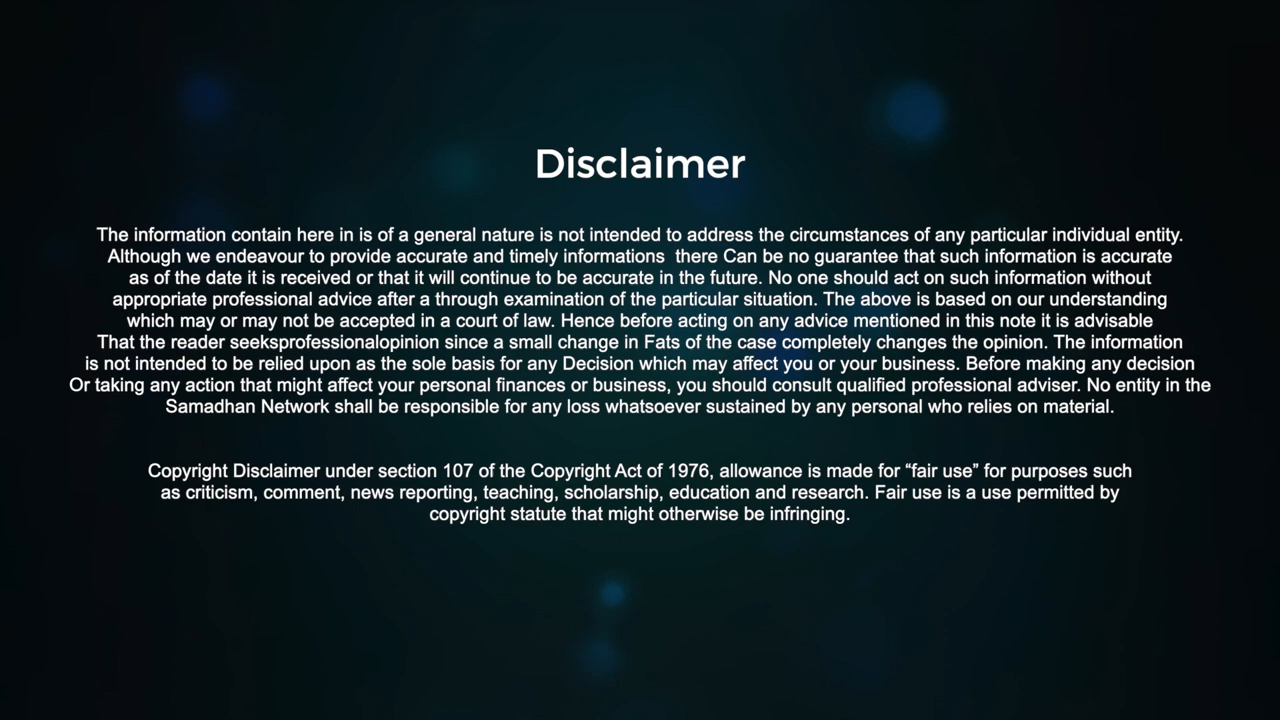 Disclaimer
The information contain here in is of a general nature is not intended to address the circumstances of any particular individual entity.
Although we endeavour to provide accurate and timely informations  there Can be no guarantee that such information is accurate
as of the date it is received or that it will continue to be accurate in the future. No one should act on such information without
appropriate professional advice after a through examination of the particular situation. The above is based on our understanding
which may or may not be accepted in a court of law. Hence before acting on any advice mentioned in this note it is advisable
That the reader seeksprofessionalopinion since a small change in Fats of the case completely changes the opinion. The information
is not intended to be relied upon as the sole basis for any Decision which may affect you or your business. Before making any decision
Or taking any action that might affect your personal finances or business, you should consult qualified professional adviser. No entity in the
Samadhan Network shall be responsible for any loss whatsoever sustained by any personal who relies on material.
Copyright Disclaimer under section 107 of the Copyright Act of 1976, allowance is made for “fair use” for purposes such
as criticism, comment, news reporting, teaching, scholarship, education and research. Fair use is a use permitted by
copyright statute that might otherwise be infringing.